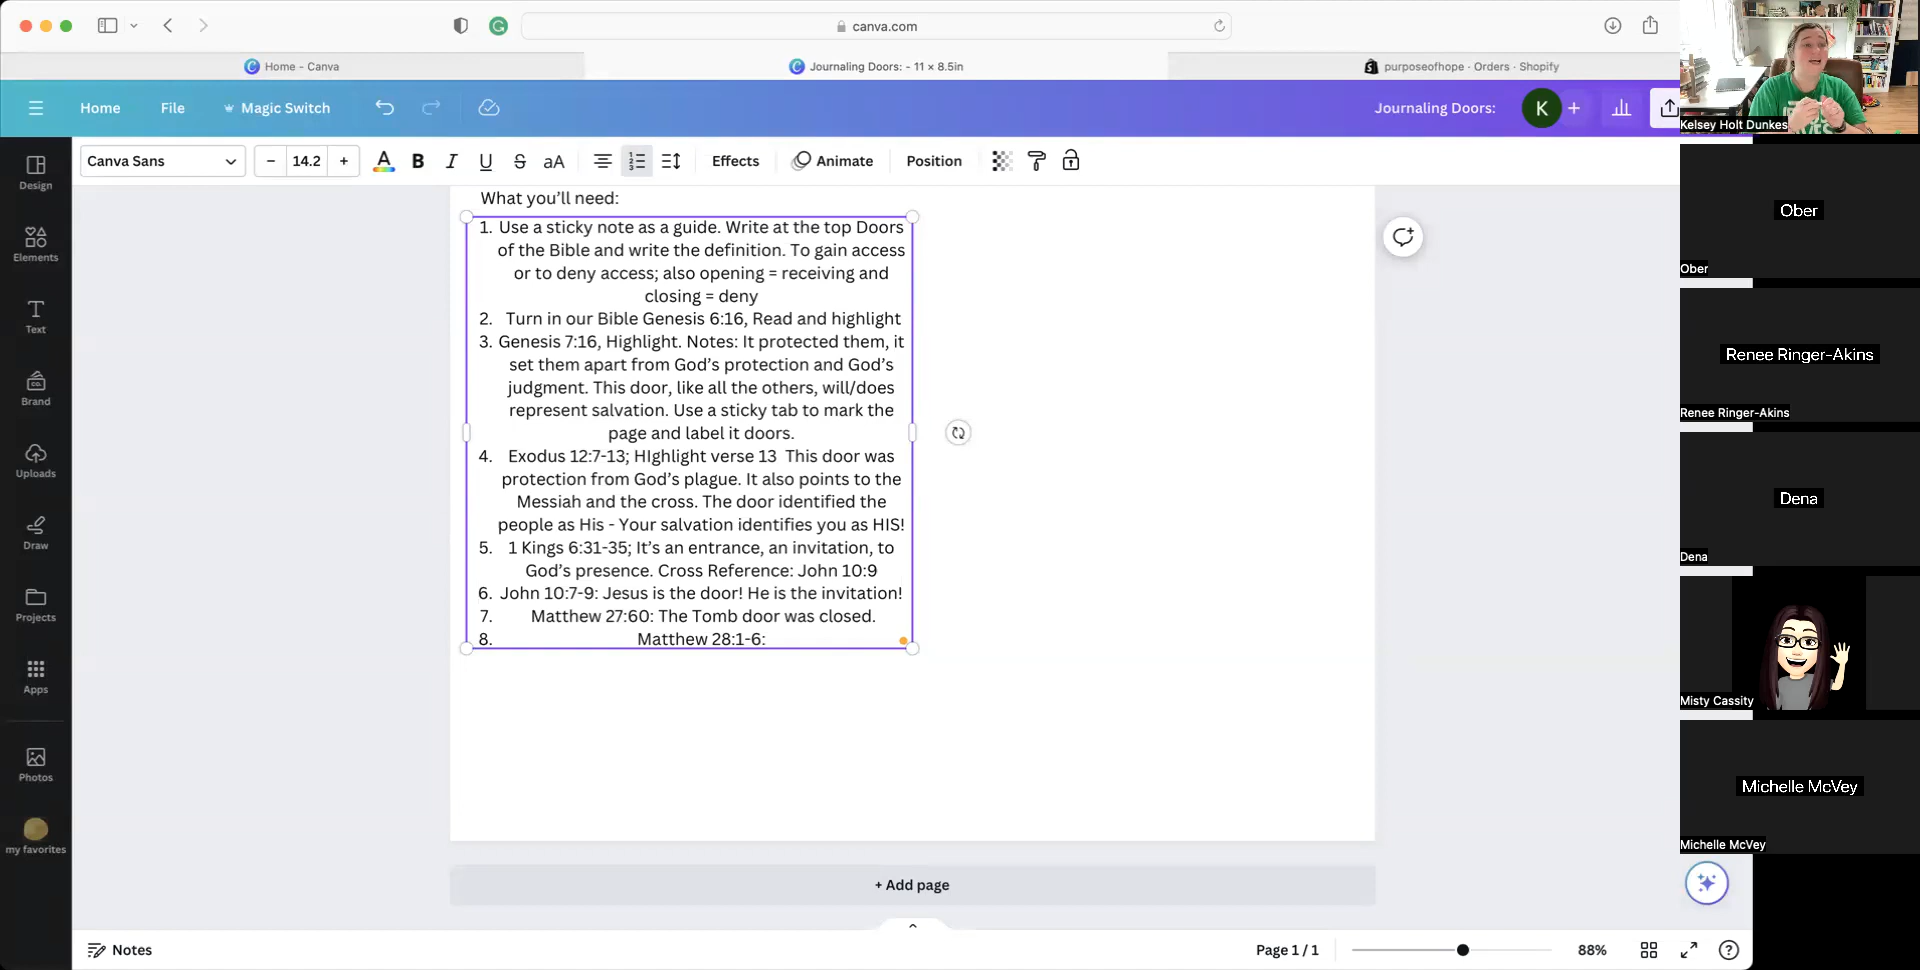 canva.com
Home - Canva
Journaling Doors: - 11 × 8.5in
purposeofhope · Orders · Shopify
Home
File
Magic Switch
Journaling Doors:
K
+
Canva Sans
- 14.2 +
A B I U S aA
Effects
Animate
Position
Design
Elements
Text
Brand
Uploads
Draw
Projects
Apps
Photos
my favorites
What you'll need:
1. Use a sticky note as a guide. Write at the top Doors
of the Bible and write the definition. To gain access
or to deny access; also opening = receiving and
closing = deny
2. Turn in our Bible Genesis 6:16, Read and highlight
3. Genesis 7:16, Highlight. Notes: It protected them, it
set them apart from God's protection and God's
judgment. This door, like all the others, will/does
represent salvation. Use a sticky tab to mark the
page and label it doors.
4. Exodus 12:7-13; HIghlight verse 13 This door was
protection from God's plague. It also points to the
Messiah and the cross. The door identified the
people as His - Your salvation identifies you as HIS!
5. 1 Kings 6:31-35; It's an entrance, an invitation, to
God's presence. Cross Reference: John 10:9
6. John 10:7-9: Jesus is the door! He is the invitation!
7. Matthew 27:60: The Tomb door was closed.
8. Matthew 28:1-6:
+ Add page
Notes
Page 1 / 1
88%
Kelsey Holt Dunkes
Ober
Ober
Renee Ringer-Akins
Renee Ringer-Akins
Dena
Dena
Misty Cassity
Michelle McVey
Michelle McVey